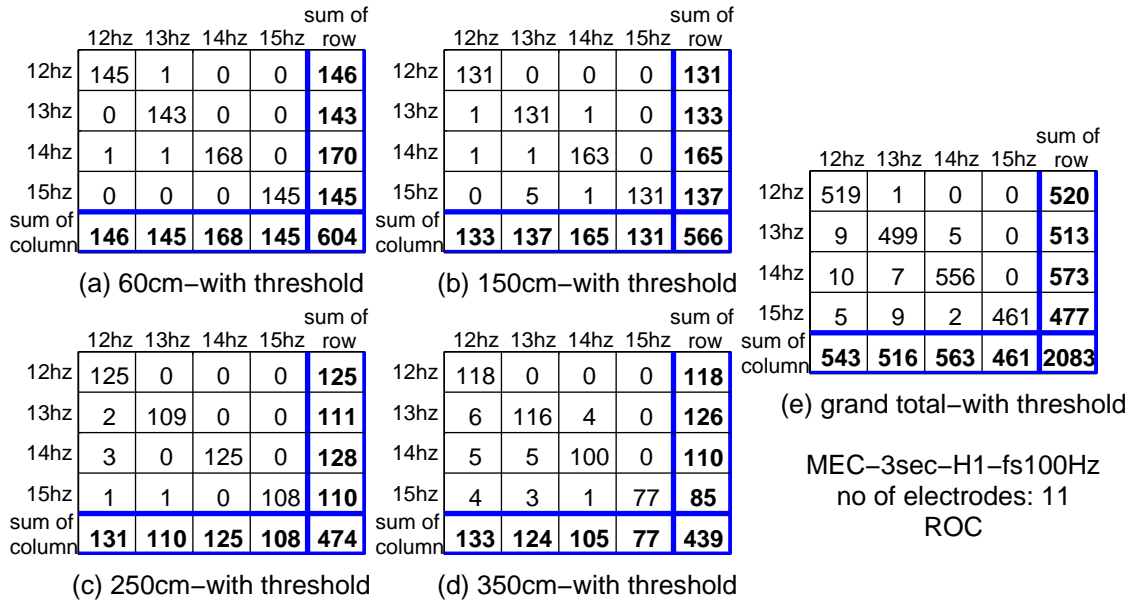 sum of
12hz 13hz 14hz 15hz row
12hz 145 1 0 0 146
13hz 0 143 0 0 143
14hz 1 1 168 0 170
15hz 0 0 0 145 145
sum of
column 146 145 168 145 604
(a) 60cm−with threshold
sum of
12hz 13hz 14hz 15hz row
12hz 131 0 0 0 131
13hz 1 131 1 0 133
14hz 1 1 163 0 165
15hz 0 5 1 131 137
sum of
column 133 137 165 131 566
(b) 150cm−with threshold
sum of
12hz 13hz 14hz 15hz row
12hz 125 0 0 0 125
13hz 2 109 0 0 111
14hz 3 0 125 0 128
15hz 1 1 0 108 110
sum of
column 131 110 125 108 474
(c) 250cm−with threshold
sum of
12hz 13hz 14hz 15hz row
12hz 118 0 0 0 118
13hz 6 116 4 0 126
14hz 5 5 100 0 110
15hz 4 3 1 77 85
sum of
column 133 124 105 77 439
(d) 350cm−with threshold
sum of
12hz 13hz 14hz 15hz row
12hz 519 1 0 0 520
13hz 9 499 5 0 513
14hz 10 7 556 0 573
15hz 5 9 2 461 477
sum of
column 543 516 563 461 2083
(e) grand total−with threshold
MEC−3sec−H1−fs100Hz
no of electrodes: 11
ROC